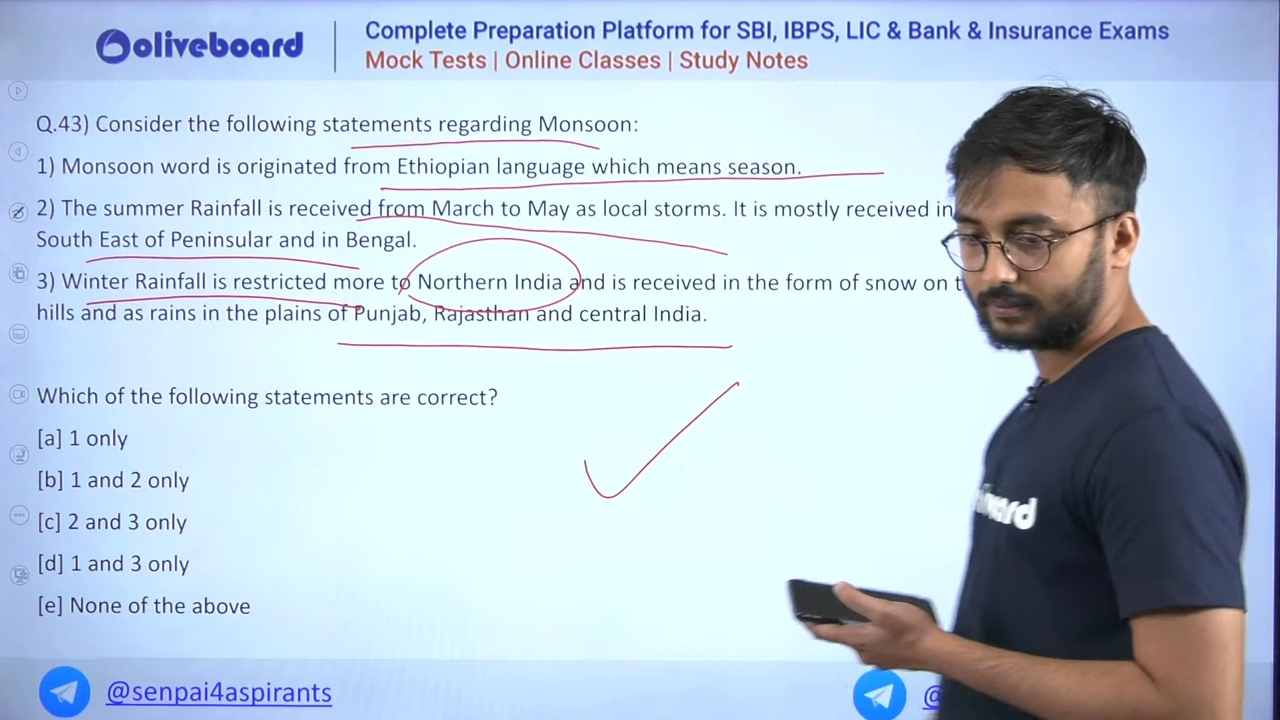 oliveboard
Complete Preparation Platform for SBI, IBPS, LIC & Bank & Insurance Exams
Mock Tests | Online Classes | Study Notes
Q.43) Consider the following statements regarding Monsoon:
1) Monsoon word is originated from Ethiopian language which means season.
2) The summer Rainfall is received from March to May as local storms. It is mostly received in
South East of Peninsular and in Bengal.
3) Winter Rainfall is restricted more to Northern India and is received in the form of snow on
hills and as rains in the plains of Punjab, Rajasthan and central India.
Which of the following statements are correct?
[a] 1 only
[b] 1 and 2 only
[c] 2 and 3 only
[d] 1 and 3 only
[e] None of the above
@senpai4aspirants
@